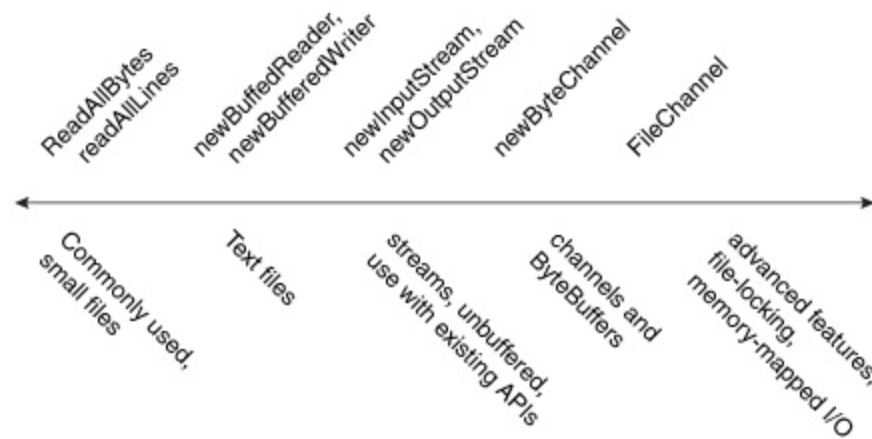 ReadAllBytes
readAllLines
newBuffedReader,
newBufferedWriter
newInputStream,
newOutputStream
newByteChannel
FileChannel
Commonly used,
small files
Text files
streams, unbuffered,
use with existing APIs
channels and
ByteBuffers
advanced features,
file-locking,
memory-mapped I/O